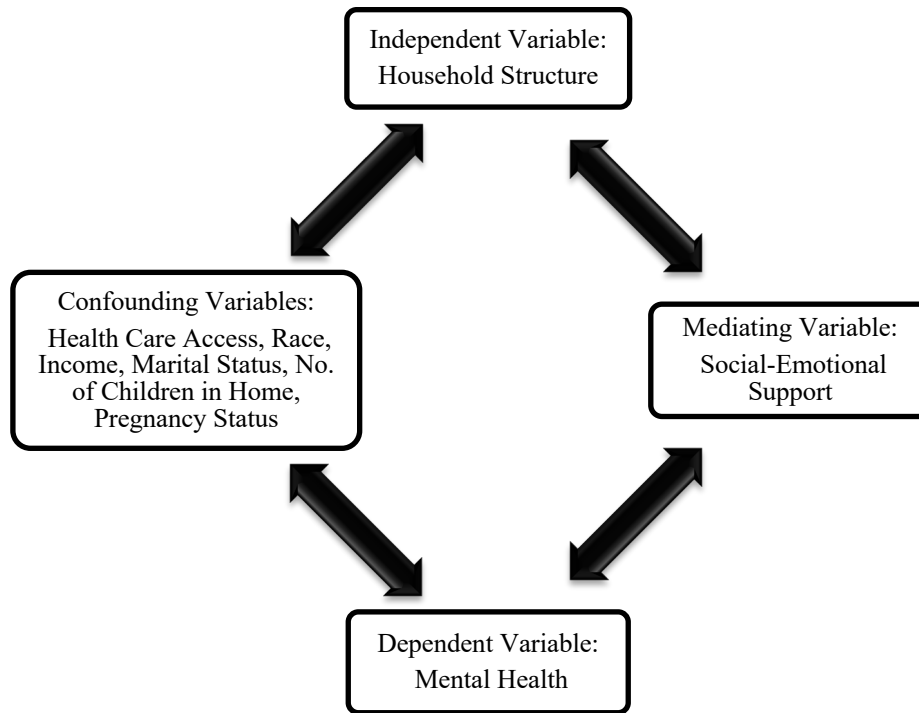 Independent Variable:
Household Structure
Confounding Variables:
Health Care Access, Race,
Income, Marital Status, No.
of Children in Home,
Pregnancy Status
Mediating Variable:
Social-Emotional
Support
Dependent Variable:
Mental Health